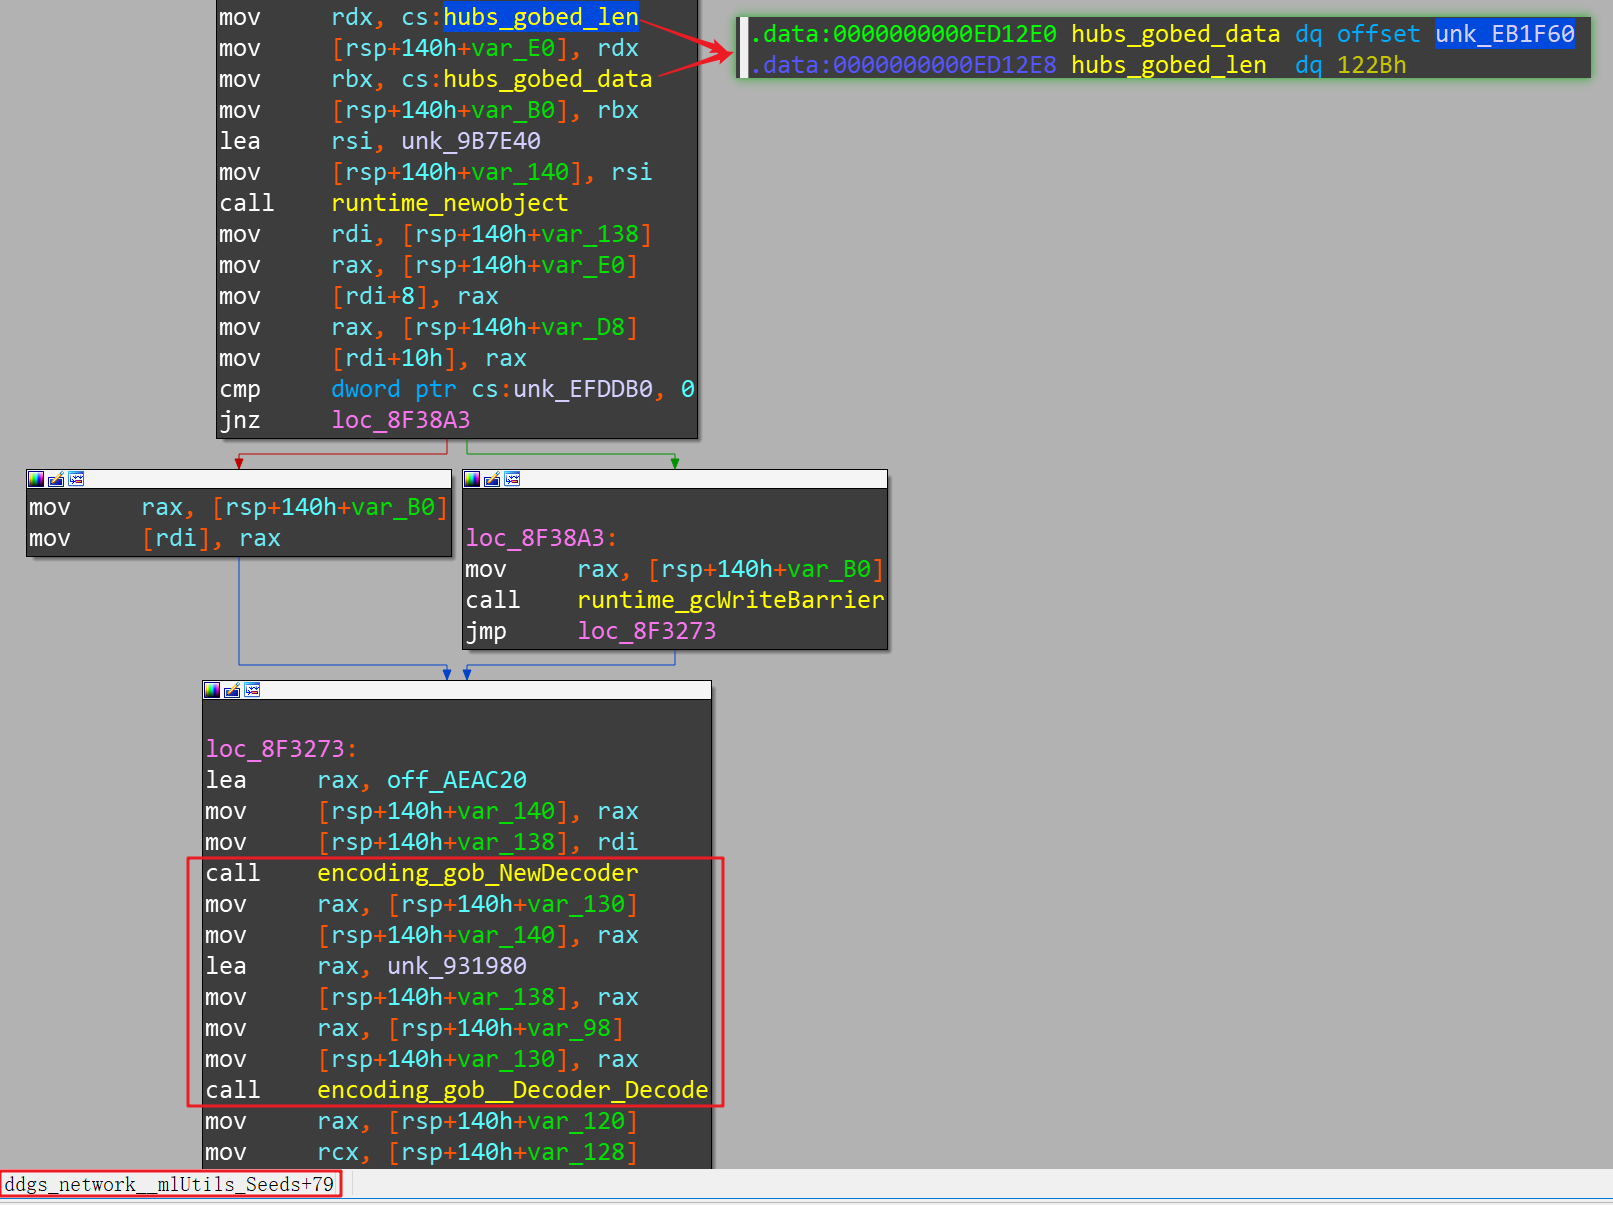 mov rdx, cs:hubs_gobed_len
mov [rsp+140h+var_E0], rdx
mov rbx, cs:hubs_gobed_data
mov [rsp+140h+var_B0], rbx
lea rsi, unk_9B7E40
mov [rsp+140h+var_140], rsi
call runtime_newobject
mov rdi, [rsp+140h+var_138]
mov rax, [rsp+140h+var_E0]
mov [rdi+8], rax
mov rax, [rsp+140h+var_D8]
mov [rdi+10h], rax
cmp dword ptr cs:unk_EFDDB0, 0
jnz loc_8F38A3
.data:0000000000ED12E0 hubs_gobed_data dq offset unk_EB1F60
.data:0000000000ED12E8 hubs_gobed_len dq 122Bh
mov rax, [rsp+140h+var_B0]
mov [rdi], rax
loc_8F38A3:
mov rax, [rsp+140h+var_B0]
call runtime_gcWriteBarrier
jmp loc_8F3273
loc_8F3273:
lea rax, off_AEAC20
mov [rsp+140h+var_140], rax
mov [rsp+140h+var_138], rdi
call encoding_gob_NewDecoder
mov rax, [rsp+140h+var_130]
mov [rsp+140h+var_140], rax
lea rax, unk_931980
mov [rsp+140h+var_138], rax
mov rax, [rsp+140h+var_98]
mov [rsp+140h+var_130], rax
call encoding_gob__Decoder_Decode
mov rax, [rsp+140h+var_120]
mov rcx, [rsp+140h+var_128]
ddgs_network__mlUtils_Seeds+79